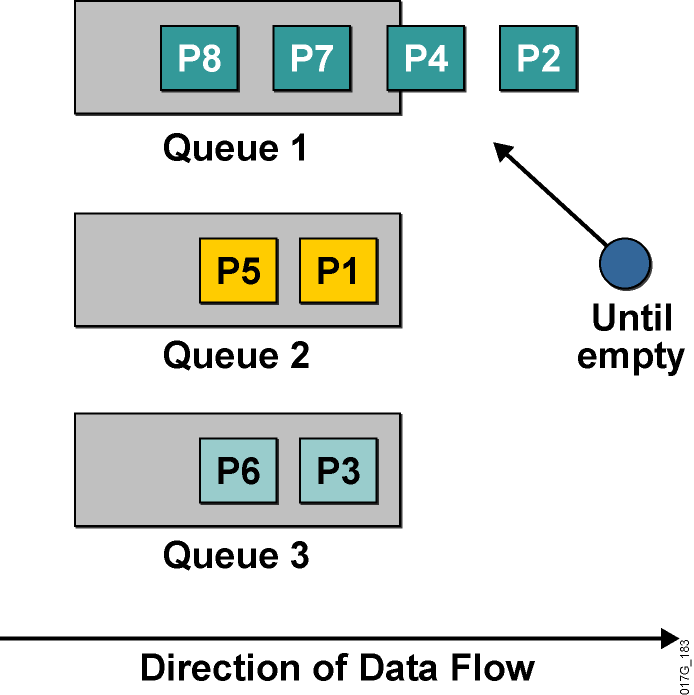 P8 P7 P4 P2
Queue 1
P5 P1
Queue 2
Until
empty
P6 P3
Queue 3
Direction of Data Flow
017G_183